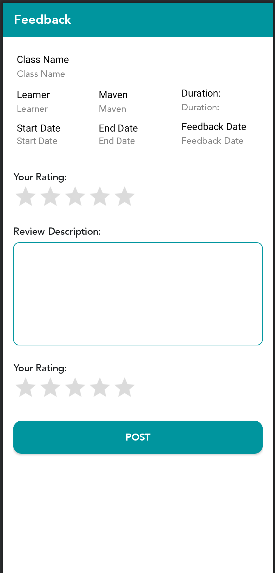 Feedback
Class Name
Class Name
Learner Maven Duration:
Learner Maven Duration:
Start Date End Date Feedback Date
Start Date End Date Feedback Date
Your Rating:
Review Description:
Your Rating:
POST